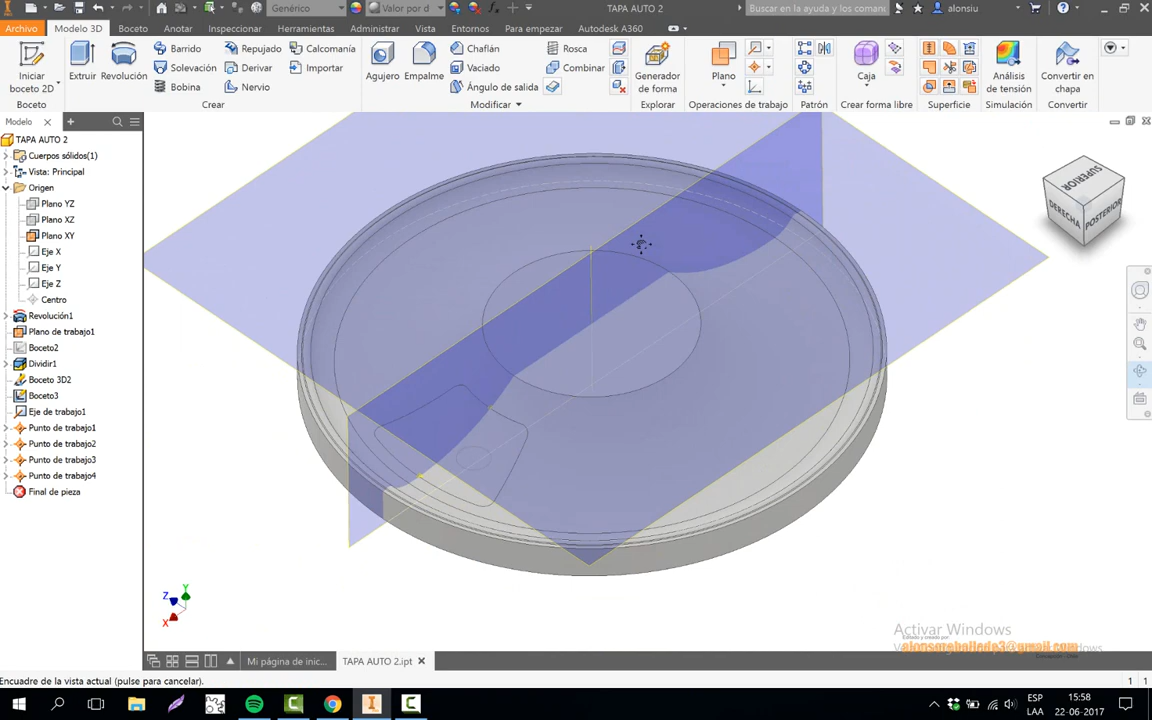 Genérico
Valor por d
TAPA AUTO 2
Buscar en la ayuda y los comanc
alonsiu
Archivo Modelo 3D Boceto Anotar Inspeccionar Herramientas Administrar Vista Entornos Para empezar Autodesk A360
Barrido Repujado Calcomanía Chaflán Rosca
Iniciar boceto 2D Extruir Revolución Solevación Derivar Importar Agujero Empalme Vaciado Combinar Generador de forma Plano Caja Análisis de tensión Convertir en chapa
Bobina Nervio Ángulo de salida
Boceto Crear Modificar Explorar Operaciones de trabajo Patrón Crear forma libre Superficie Simulación Convertir
Modelo
TAPA AUTO 2
Cuerpos sólidos(1)
Vista: Principal
Origen
Plano YZ
Plano XZ
Plano XY
Eje X
Eje Y
Eje Z
Centro
Revolución1
Plano de trabajo1
Boceto2
Dividir1
Boceto 3D2
Boceto3
Eje de trabajo1
Punto de trabajo1
Punto de trabajo2
Punto de trabajo3
Punto de trabajo4
Final de pieza
SUPERIOR
DERECHA
POSTERIOR
Y
Z
X
Activar Windows
Mi página de inic...
TAPA AUTO 2.ipt
Encuadre de la vista actual (pulse para cancelar).
1 1
ESP
LAA
15:58
22-06-2017